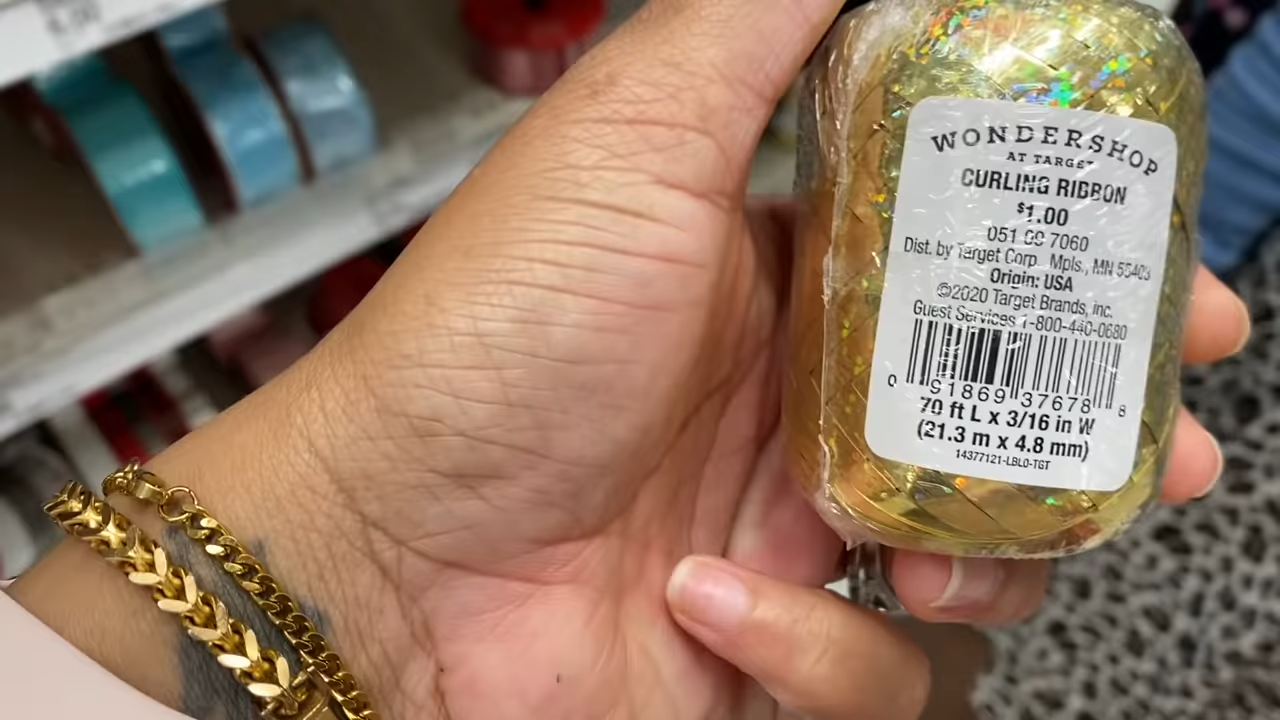 WONDERSHOP
AT TARGET
CURLING RIBBON
$1.00
051 09 7060
Dist. by Target Corp. Mpls., MN 55403
Origin: USA
©2020 Target Brands, inc.
Guest Services 1-800-440-0680
0 91869 37678 8
70 ft L x 3/16 in W
(21.3 m x 4.8 mm)
14377121-LBL0-TGT